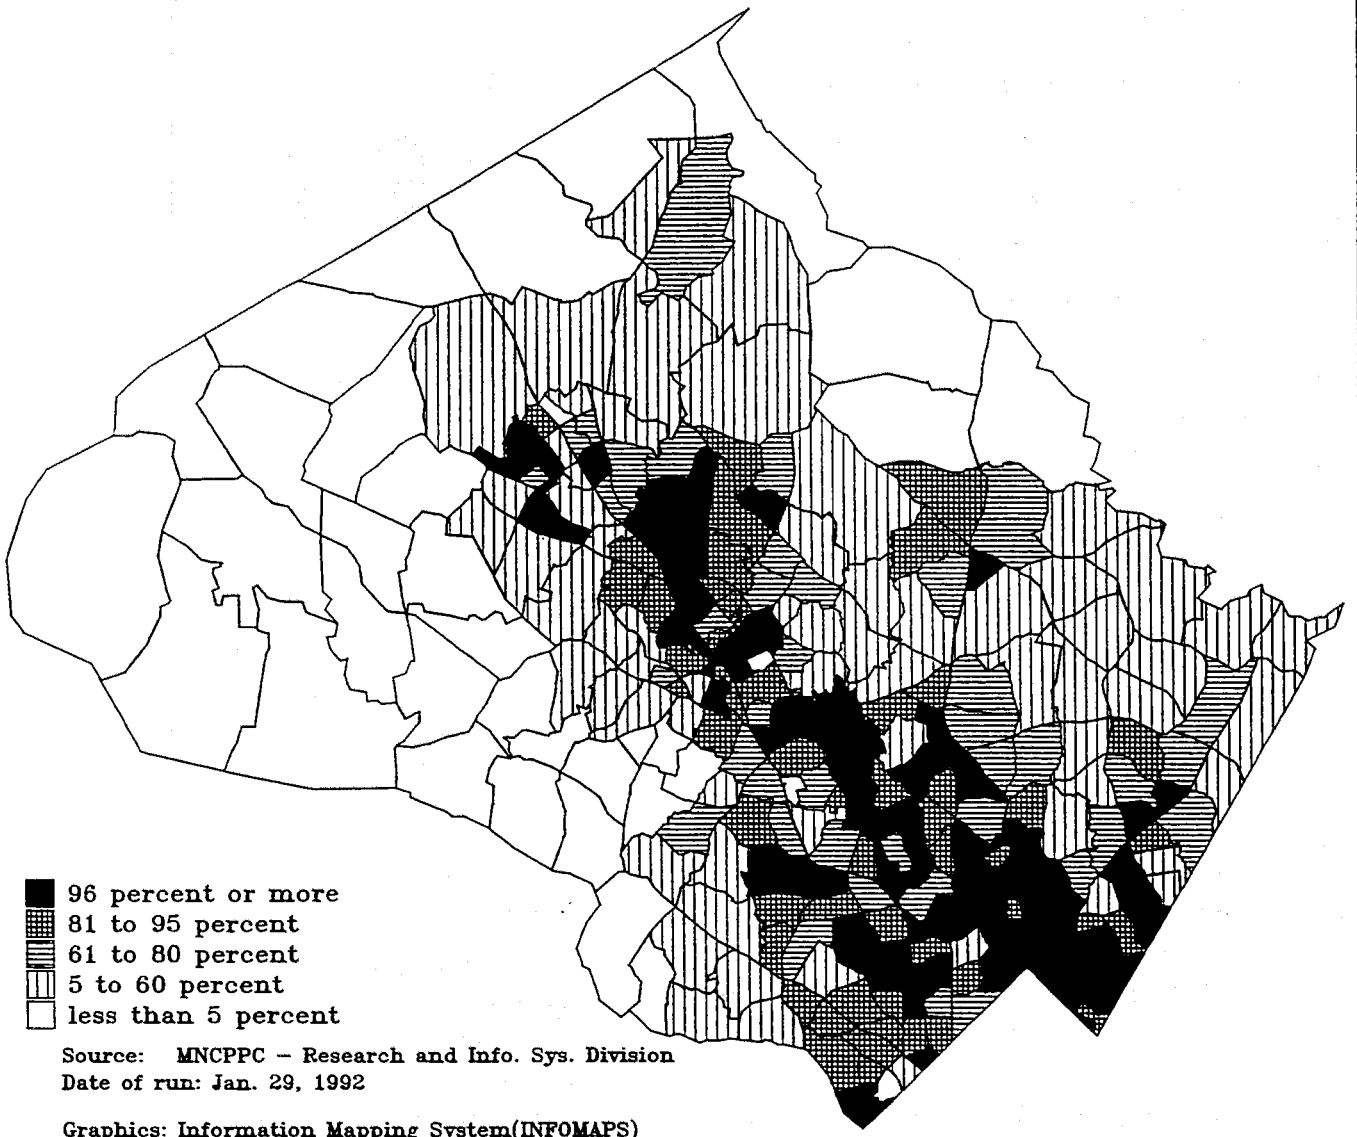 96 percent or more
81 to 95 percent
61 to 80 percent
5 to 60 percent
less than 5 percent
Source: MNCPPC - Research and Info. Sys. Division
Date of run: Jan. 29, 1992
Graphics: Information Mapping System(INFOMAPS)